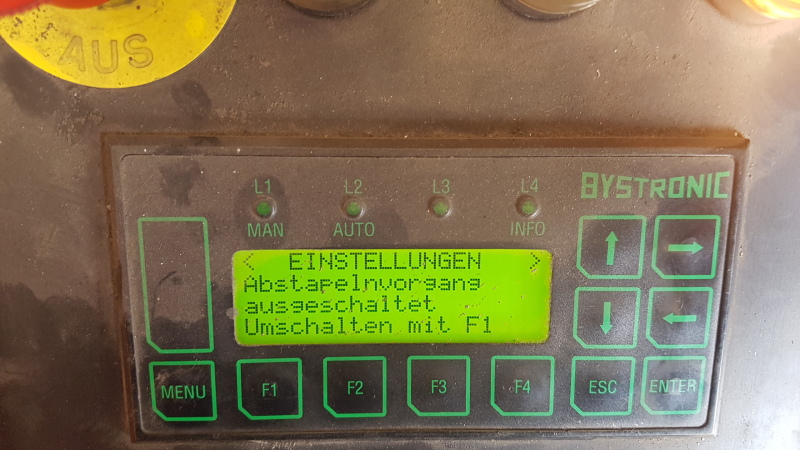 AUS
L1 L2 L3 L4
BYSTRONIC
MAN AUTO INFO
< EINSTELLUNGEN >
Abstapelnvorgang
ausgeschaltet
Umschalten mit F1
MENU F1 F2 F3 F4 ESC ENTER